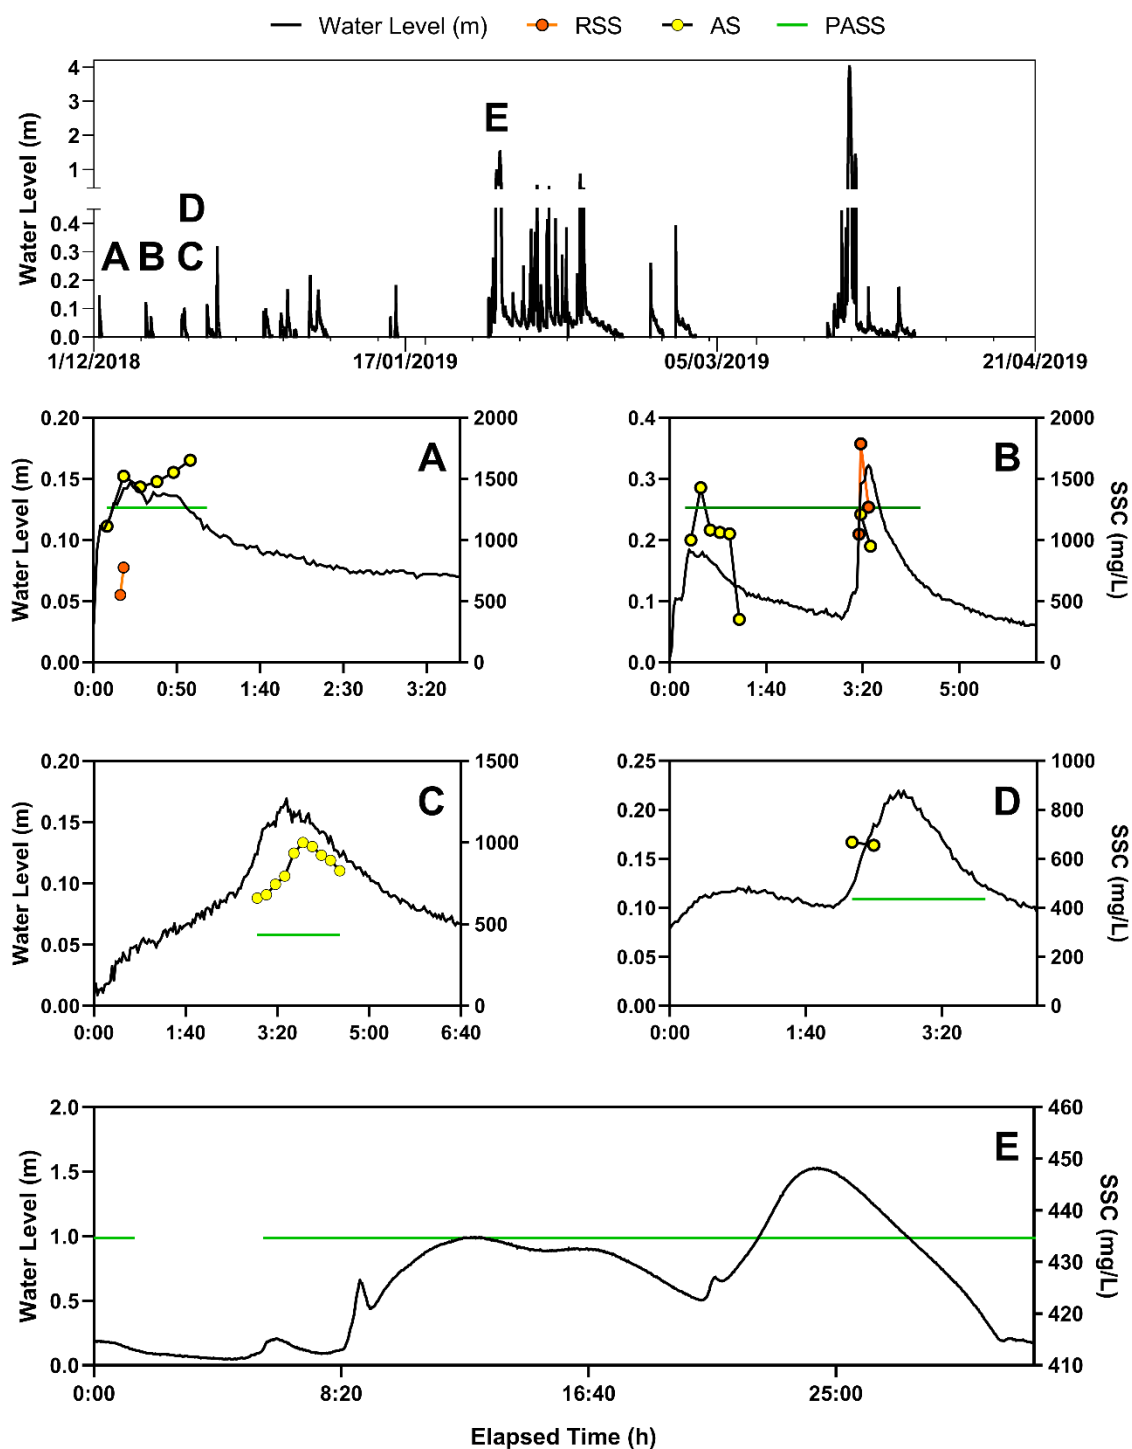 Water Level (m) RSS AS PASS
Water Level (m)
4
3
2
1
0.4
0.3
0.2
0.1
0.0
A B C D E
1/12/2018 17/01/2019 05/03/2019 21/04/2019
Water Level (m)
0.20
0.15
0.10
0.05
0.00
A
2000
1500
1000
500
0
0:00 0:50 1:40 2:30 3:20
0.4
0.3
0.2
0.1
0.0
B
2000
1500
1000
500
0
SSC (mg/L)
0:00 1:40 3:20 5:00
Water Level (m)
0.20
0.15
0.10
0.05
0.00
C
1500
1000
500
0
0:00 1:40 3:20 5:00 6:40
0.25
0.20
0.15
0.10
0.05
0.00
D
1000
800
600
400
200
0
SSC (mg/L)
0:00 1:40 3:20
Water Level (m)
2.0
1.5
1.0
0.5
0.0
E
460
450
440
430
420
410
SSC (mg/L)
0:00 8:20 16:40 25:00
Elapsed Time (h)